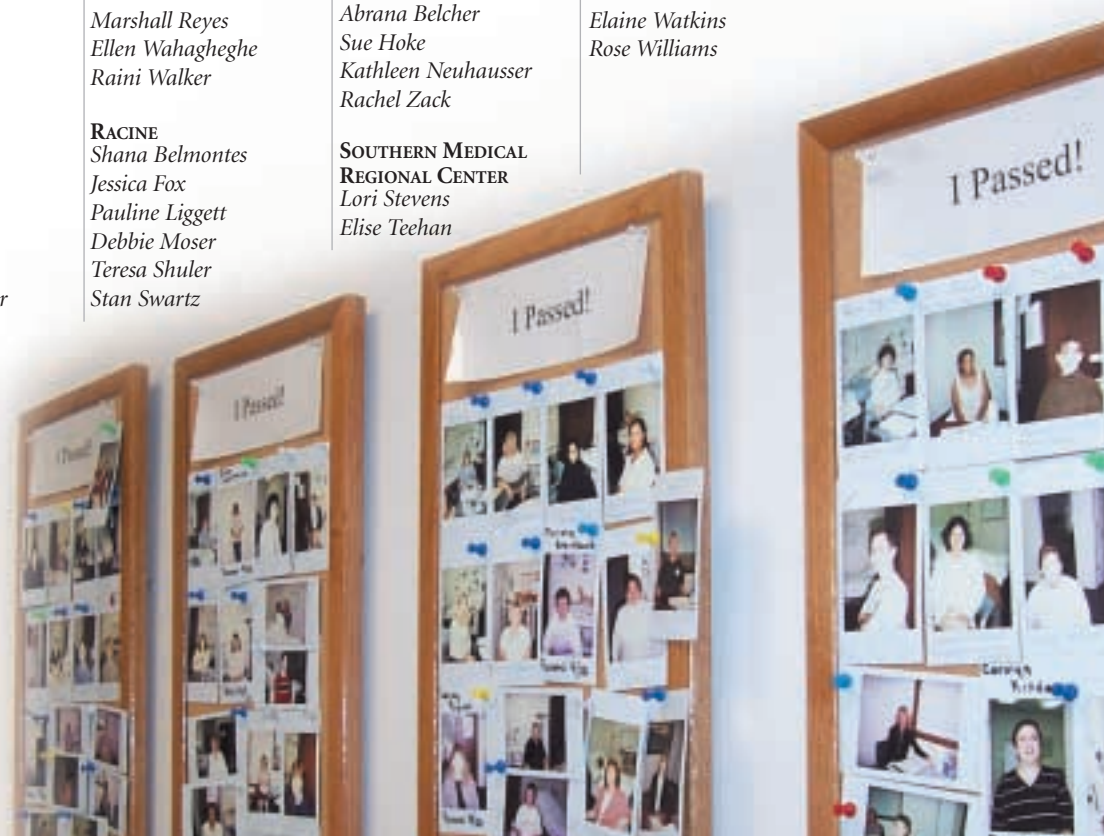 r
Marshall Reyes
Ellen Wahagheghe
Raini Walker
RACINE
Shana Belmontes
Jessica Fox
Pauline Liggett
Debbie Moser
Teresa Shuler
Stan Swartz
Abrana Belcher
Sue Hoke
Kathleen Neuhausser
Rachel Zack
SOUTHERN MEDICAL
REGIONAL CENTER
Lori Stevens
Elise Teehan
Elaine Watkins
Rose Williams
I Passed!
I Passed!
I Passed!
I Passed!